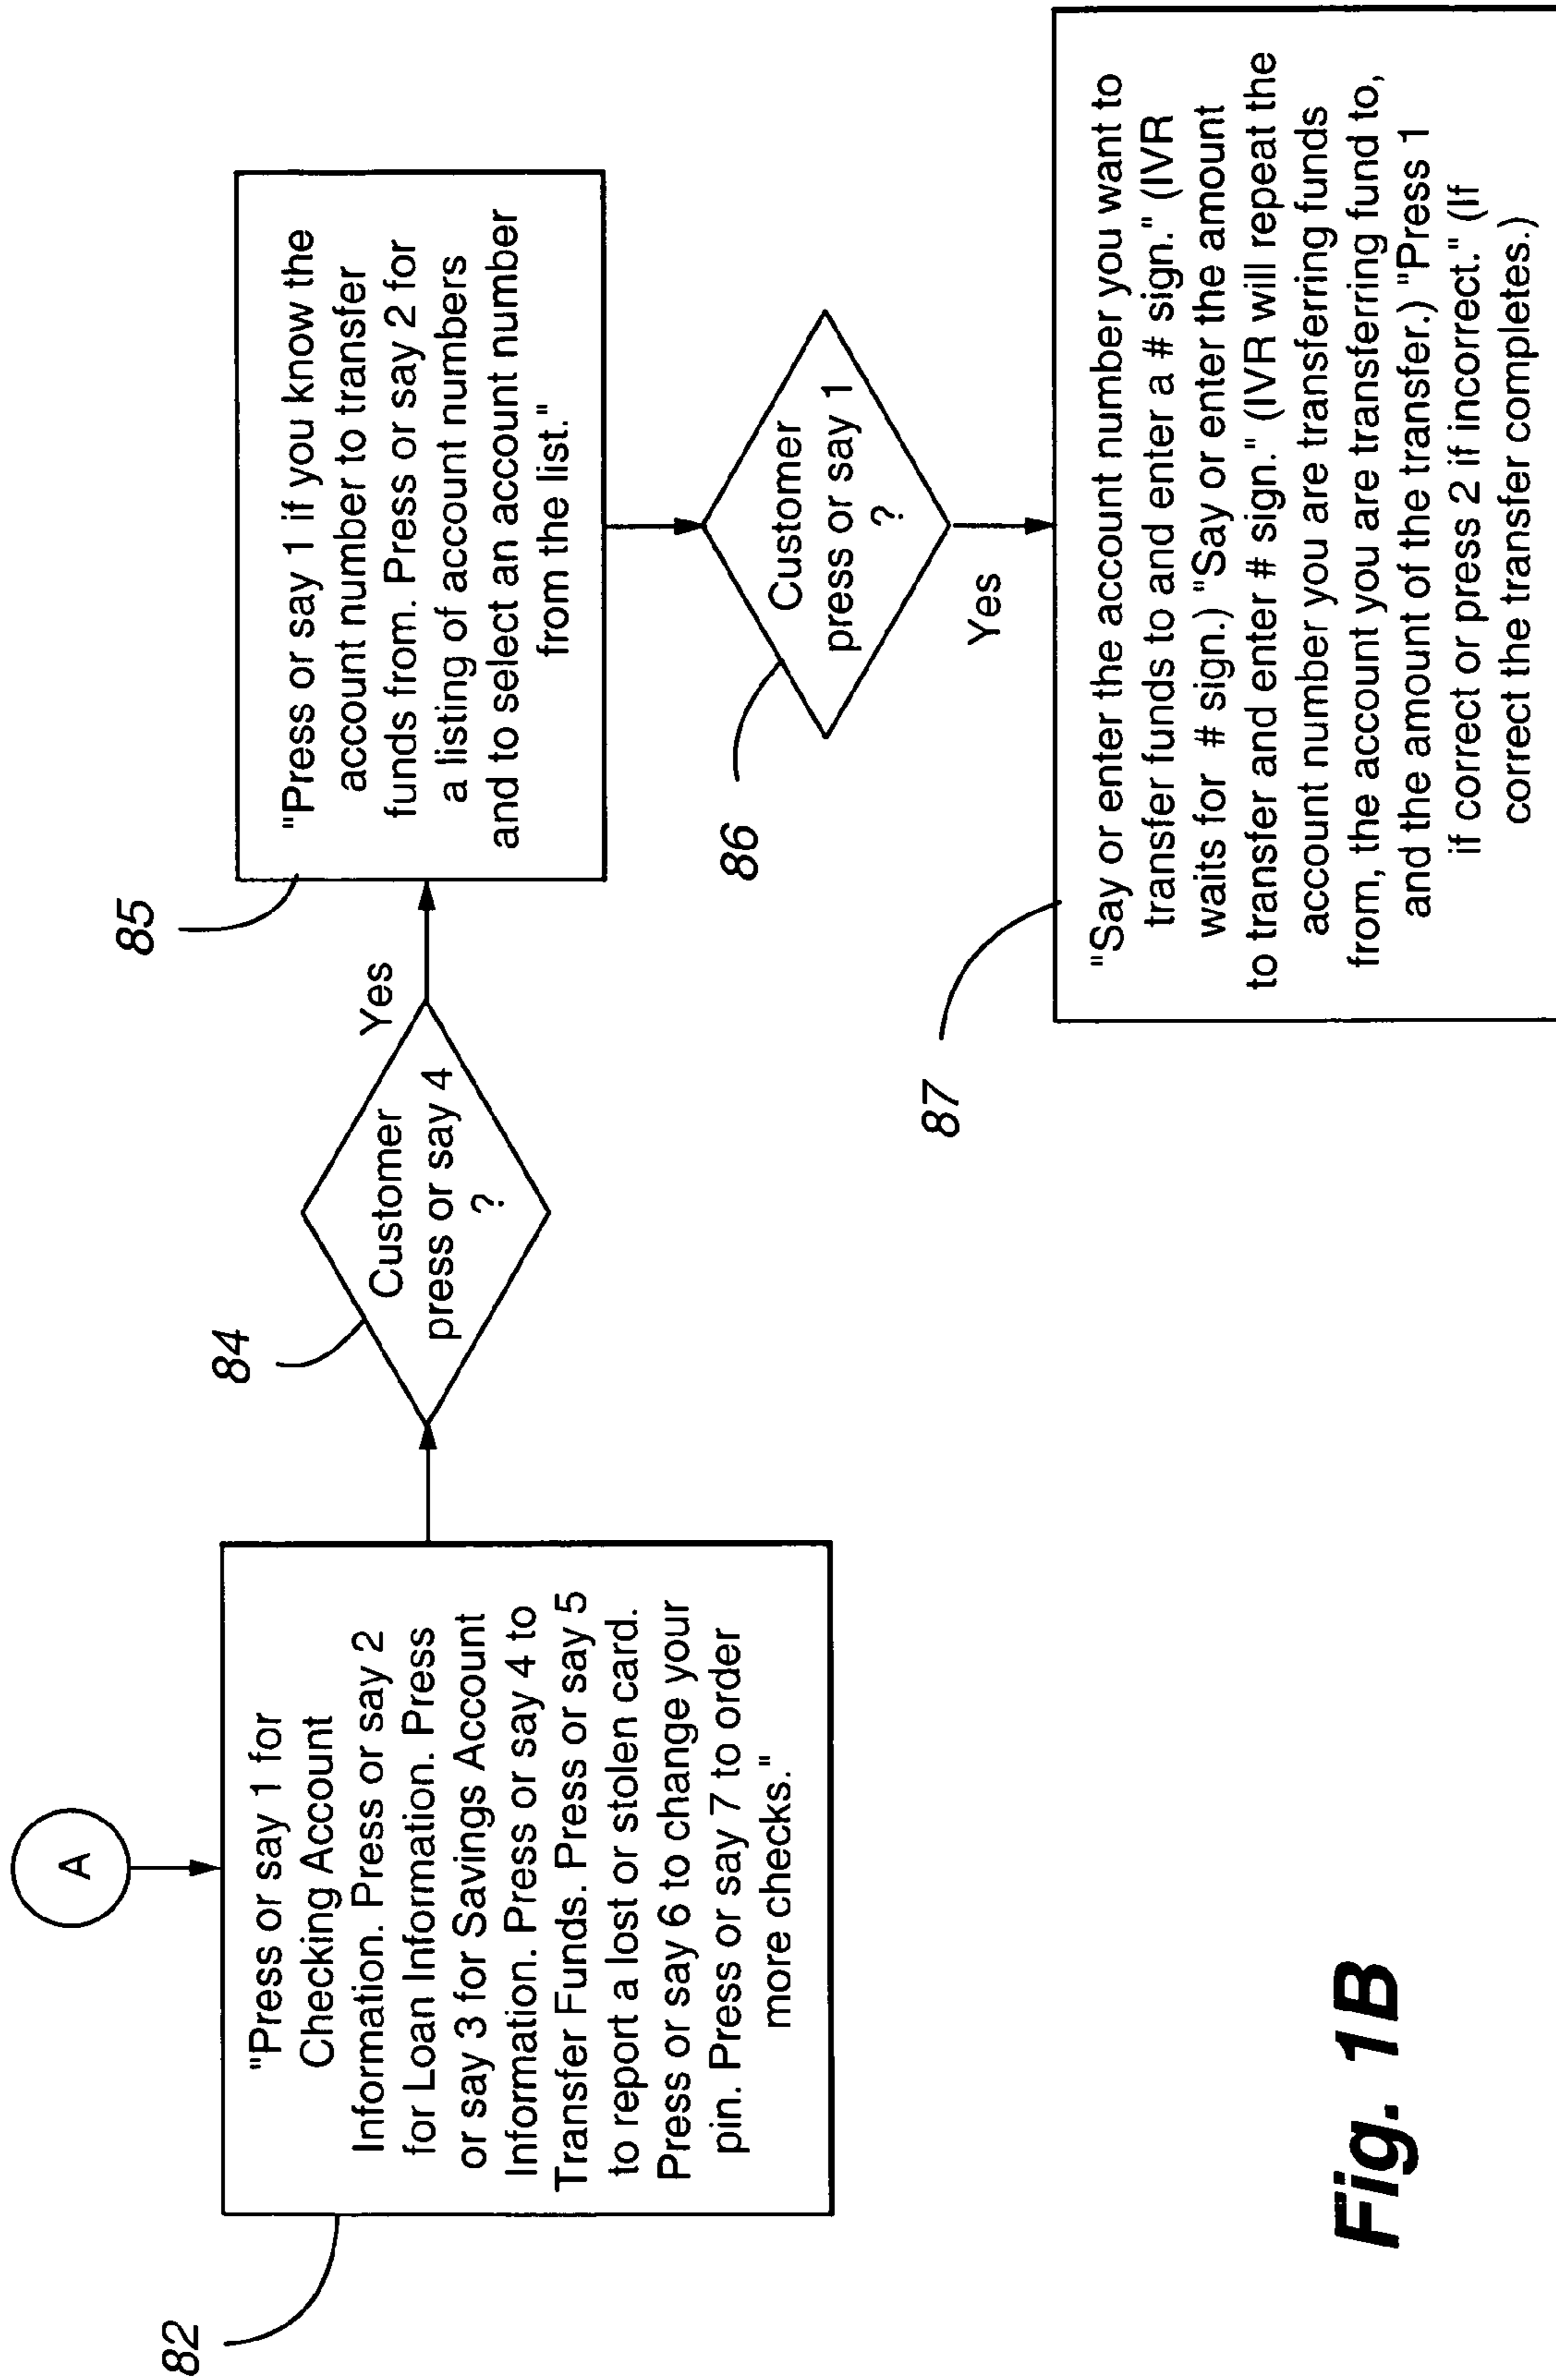 A
82
"Press or say 1 for
Checking Account
Information. Press or say 2
for Loan Information. Press
or say 3 for Savings Account
Information. Press or say 4 to
Transfer Funds. Press or say 5
to report a lost or stolen card.
Press or say 6 to change your
pin. Press or say 7 to order
more checks."
84
Customer
press or say 4
?
Yes
85
"Press or say 1 if you know the
account number to transfer
funds from. Press or say 2 for
a listing of account numbers
and to select an account number
from the list."
86
Customer
press or say 1
?
Yes
87
"Say or enter the account number you want to
transfer funds to and enter a # sign." (IVR
waits for # sign.) "Say or enter the amount
to transfer and enter # sign." (IVR will repeat the
account number you are transferring funds
from, the account you are transferring fund to,
and the amount of the transfer.) "Press 1
if correct or press 2 if incorrect." (If
correct the transfer completes.)
Fig. 1B